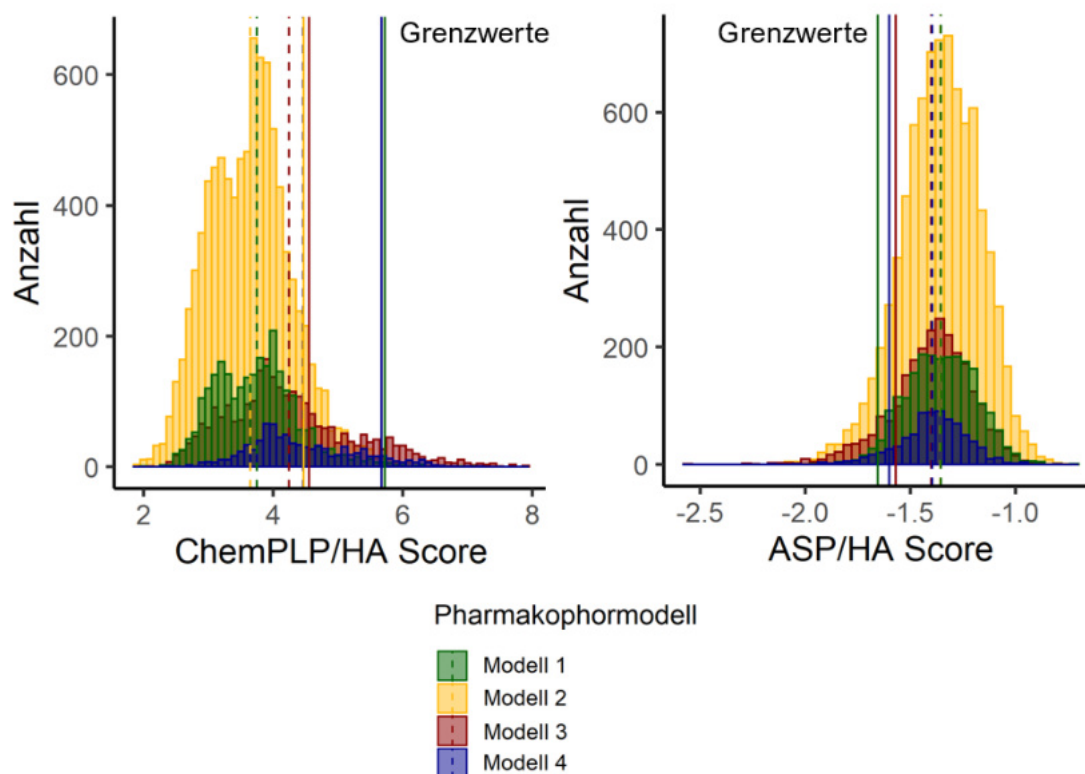 Grenzwerte
Anzahl
600
400
200
0
2 4 6 8
ChemPLP/HA Score
Grenzwerte
Anzahl
600
400
200
0
-2.5 -2.0 -1.5 -1.0
ASP/HA Score
Pharmakophormodell
Modell 1
Modell 2
Modell 3
Modell 4